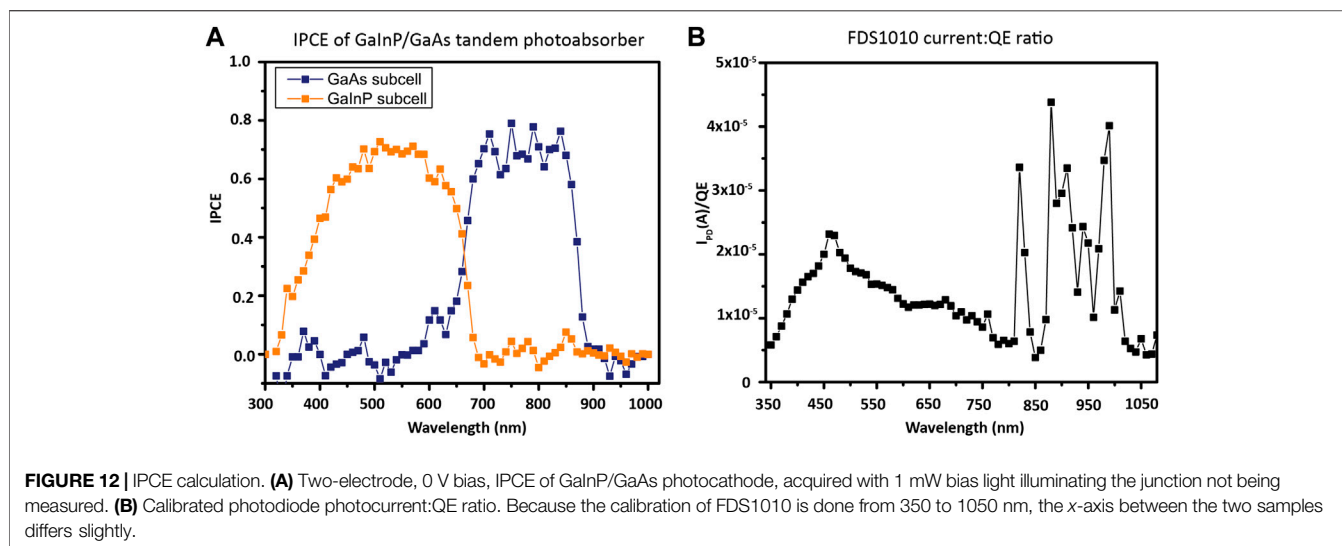 A
IPCE of GaInP/GaAs tandem photoabsorber
GaAs subcell
GaInP subcell
1.0
0.8
0.6
0.4
0.2
0.0
IPCE
300 400 500 600 700 800 900 1000
Wavelength (nm)
B
FDS1010 current:QE ratio
5x10⁻⁵
4x10⁻⁵
3x10⁻⁵
2x10⁻⁵
1x10⁻⁵
0
I_PD(A)/QE
350 450 550 650 750 850 950 1050
Wavelength (nm)
FIGURE 12 | IPCE calculation. (A) Two-electrode, 0 V bias, IPCE of GaInP/GaAs photocathode, acquired with 1 mW bias light illuminating the junction not being
measured. (B) Calibrated photodiode photocurrent:QE ratio. Because the calibration of FDS1010 is done from 350 to 1050 nm, the x-axis between the two samples
differs slightly.